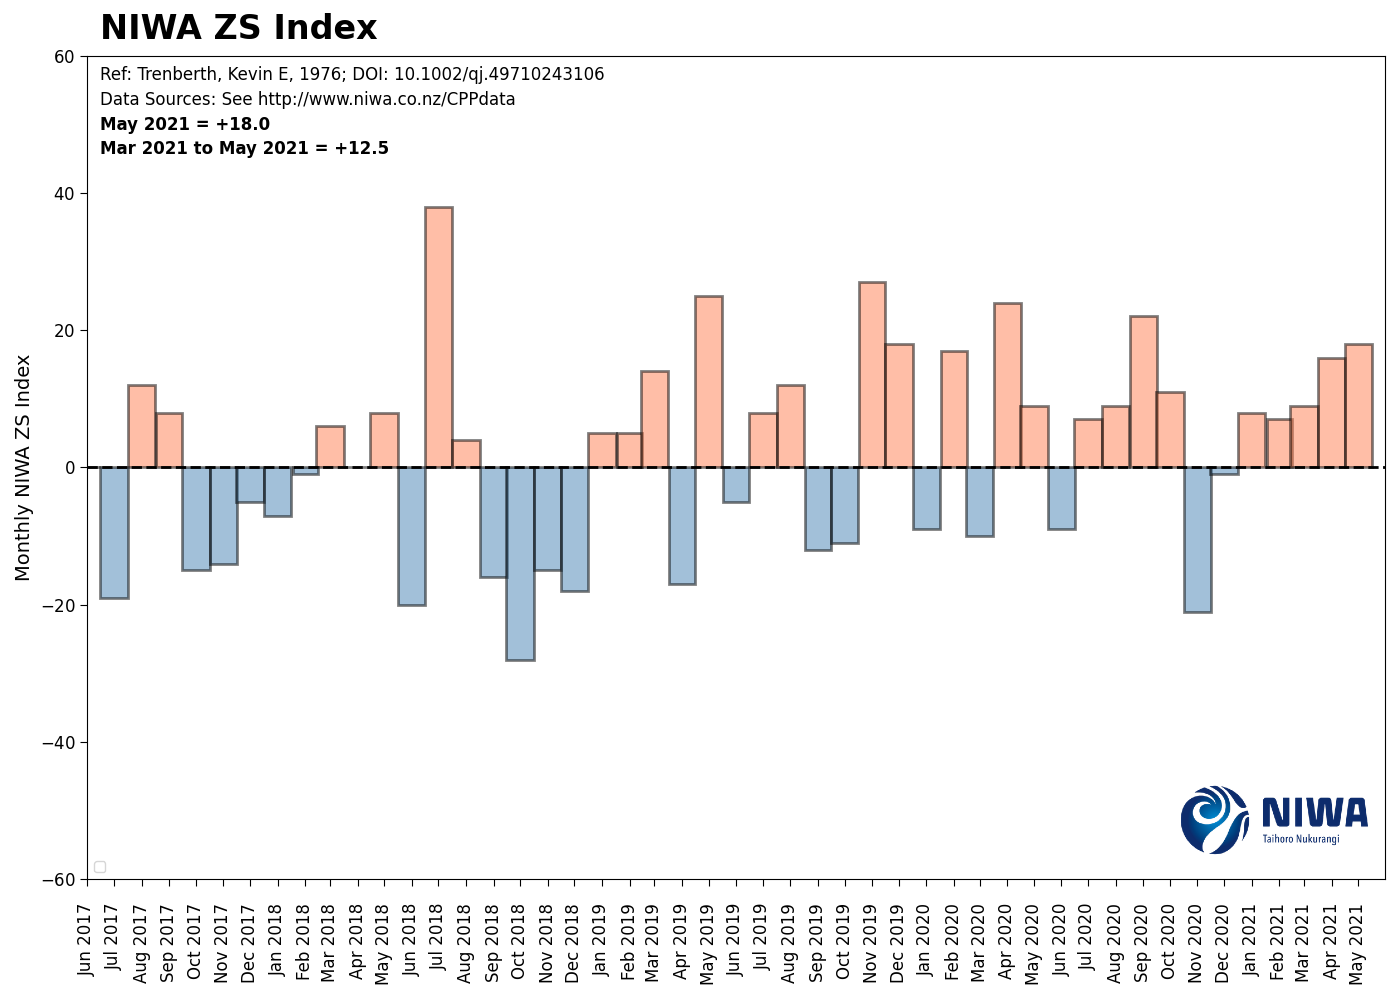 NIWA ZS Index
Ref: Trenberth, Kevin E, 1976; DOI: 10.1002/qj.49710243106
Data Sources: See http://www.niwa.co.nz/CPPdata
May 2021 = +18.0
Mar 2021 to May 2021 = +12.5
Monthly NIWA ZS Index
60
40
20
0
−20
−40
−60
NIWA
Taihoro Nukurangi
Jun 2017
Jul 2017
Aug 2017
Sep 2017
Oct 2017
Nov 2017
Dec 2017
Jan 2018
Feb 2018
Mar 2018
Apr 2018
May 2018
Jun 2018
Jul 2018
Aug 2018
Sep 2018
Oct 2018
Nov 2018
Dec 2018
Jan 2019
Feb 2019
Mar 2019
Apr 2019
May 2019
Jun 2019
Jul 2019
Aug 2019
Sep 2019
Oct 2019
Nov 2019
Dec 2019
Jan 2020
Feb 2020
Mar 2020
Apr 2020
May 2020
Jun 2020
Jul 2020
Aug 2020
Sep 2020
Oct 2020
Nov 2020
Dec 2020
Jan 2021
Feb 2021
Mar 2021
Apr 2021
May 2021